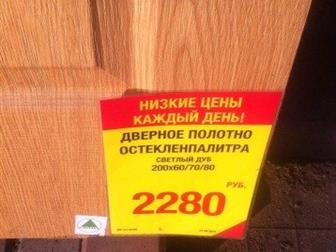 НИЗКИЕ ЦЕНЫ
КАЖДЫЙ ДЕНЬ!
ДВЕРНОЕ ПОЛОТНО
ОСТЕКЛЕНПАЛИТРА
СВЕТЛЫЙ ДУБ
200х60/70/80
РУБ.
2280